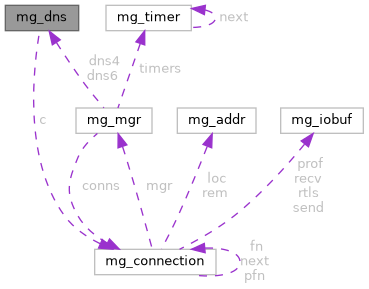 mg_dns
mg_timer
next
dns4
dns6
timers
c
mg_mgr
mg_addr
mg_iobuf
conns
mgr
loc
rem
prof
recv
rtls
send
mg_connection
fn
next
pfn